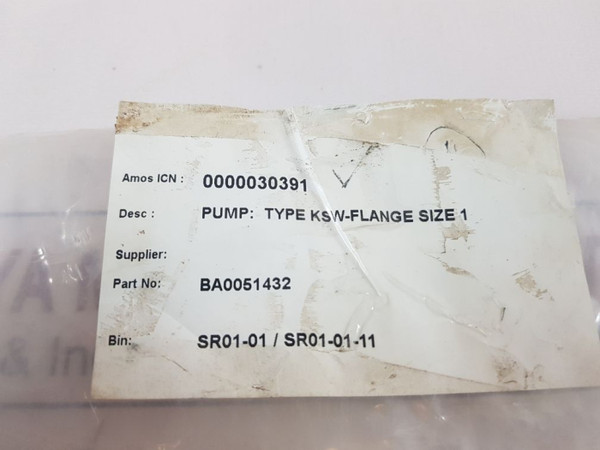 Amos ICN : 0000030391
Desc : PUMP: TYPE KSW-FLANGE SIZE 1
Supplier:
Part No: BA0051432
Bin: SR01-01 / SR01-01-11
& In